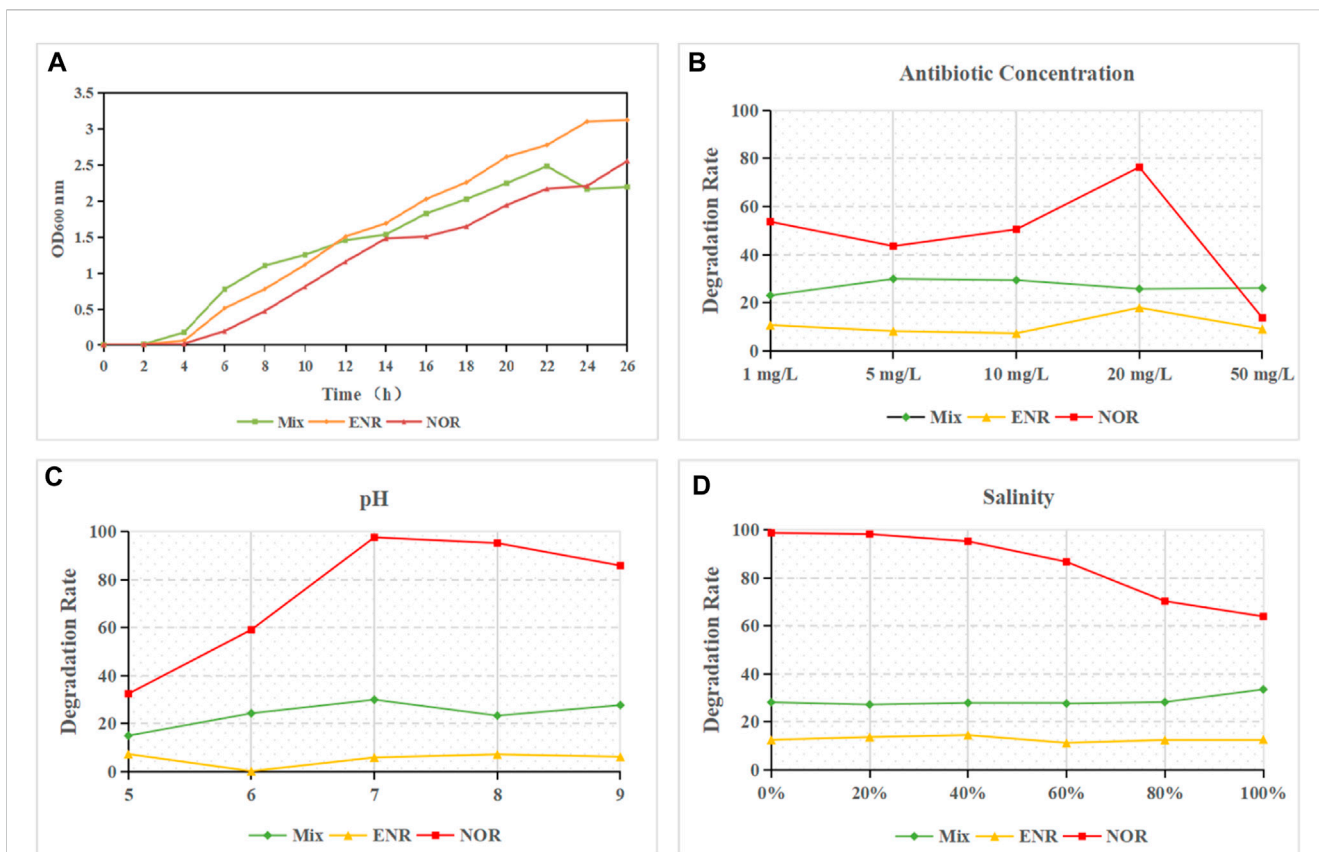 A
3.5
3
2.5
2
1.5
1
0.5
0
OD600 nm
0 2 4 6 8 10 12 14 16 18 20 22 24 26
Time（h）
Mix ENR NOR
B
Antibiotic Concentration
100
80
60
40
20
0
Degradation Rate
1 mg/L 5 mg/L 10 mg/L 20 mg/L 50 mg/L
Mix ENR NOR
C
pH
100
80
60
40
20
0
Degradation Rate
5 6 7 8 9
Mix ENR NOR
D
Salinity
100
80
60
40
20
0
Degradation Rate
0% 20% 40% 60% 80% 100%
Mix ENR NOR